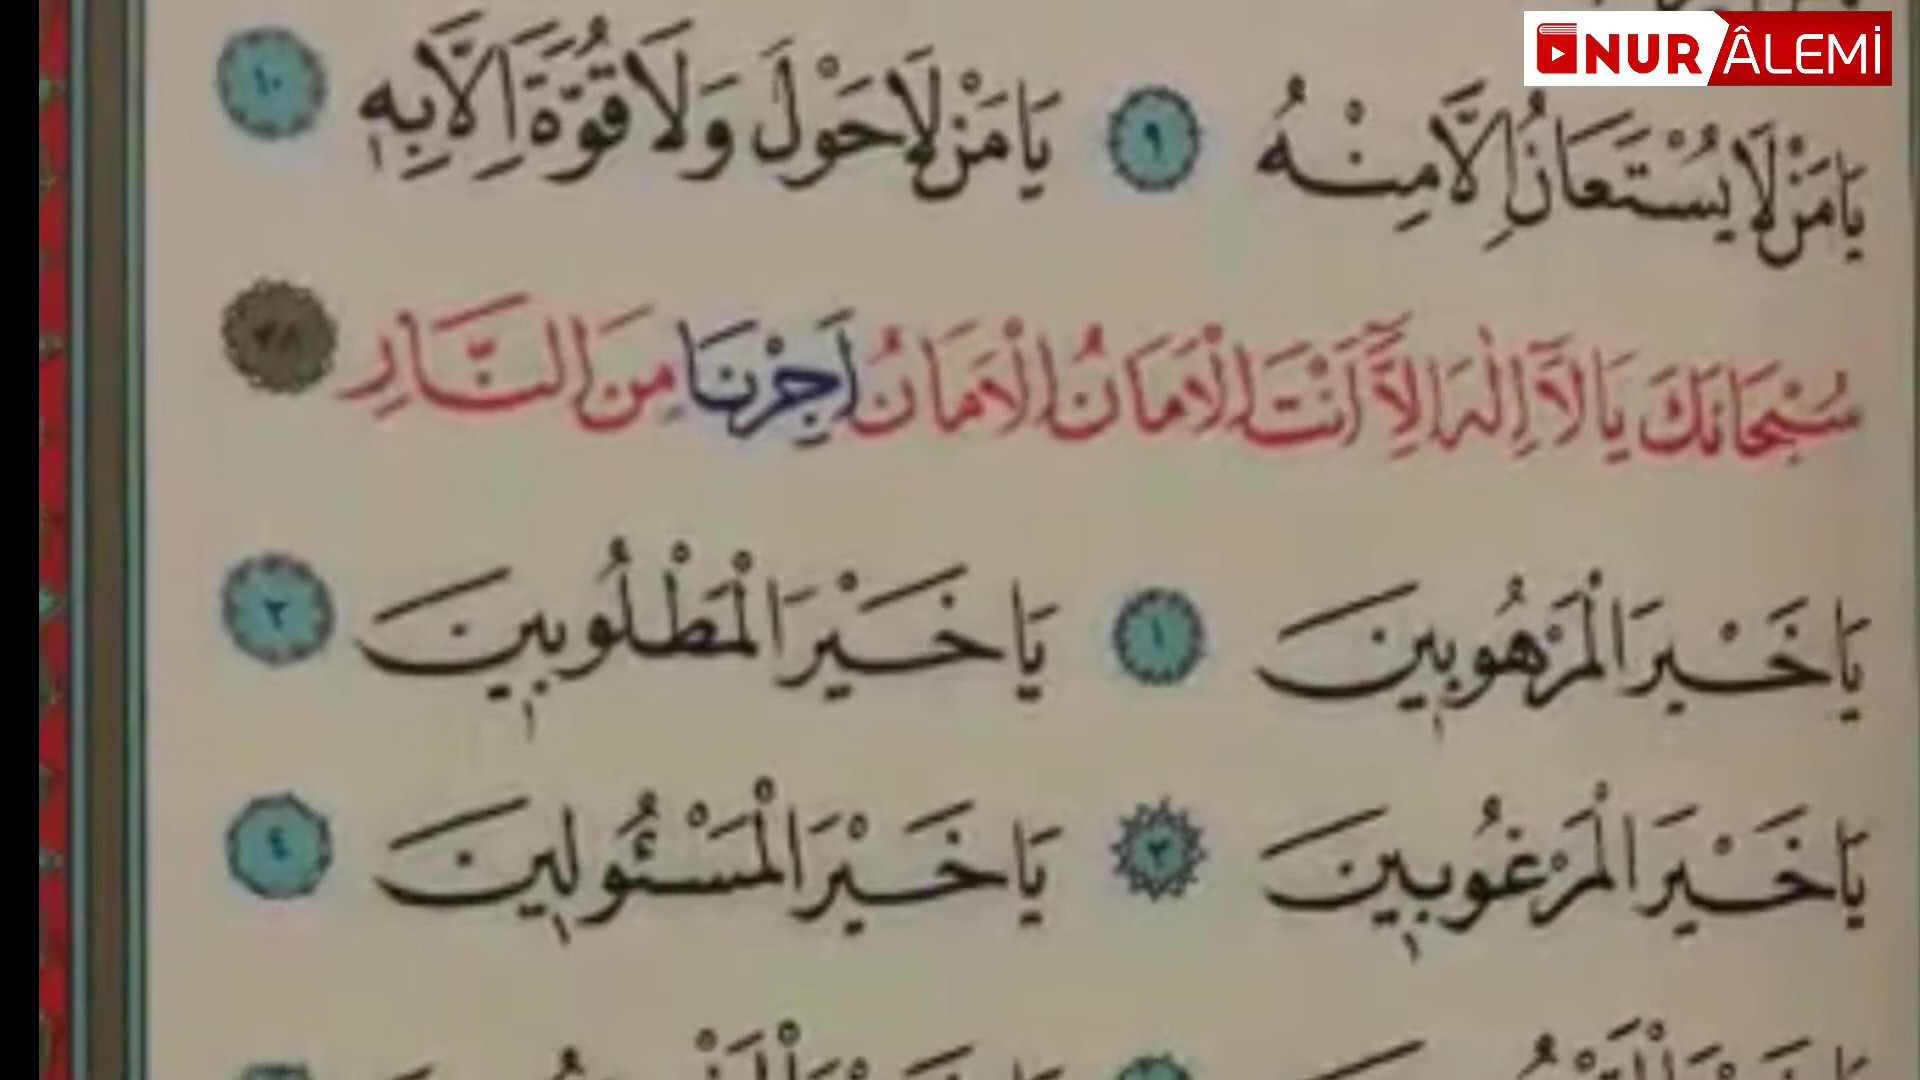 NUR ÂLEMİ
يَا مَنْ لَا يُسْتَعَانُ اِلَّا مِنْهُ ٩ يَا مَنْ لَا حَوْلَ وَلَا قُوَّةَ اِلَّا بِهِ ١٠
سُبْحَانَكَ يَا لَآ اِلٰهَ اِلَّآ اَنْتَ الْاَمَانُ الْاَمَانُ اَجِرْنَا مِنَ النَّارِ
يَا خَيْرَ الْمَرْهُوبِينَ ١ يَا خَيْرَ الْمَطْلُوبِينَ ٢
يَا خَيْرَ الْمَرْغُوبِينَ ٣ يَا خَيْرَ الْمَسْئُولِينَ ٤